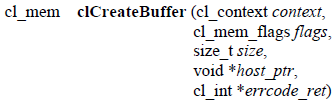 cl_mem clCreateBuffer (cl_context context,
cl_mem_flags flags,
size_t size,
void *host_ptr,
cl_int *errcode_ret)